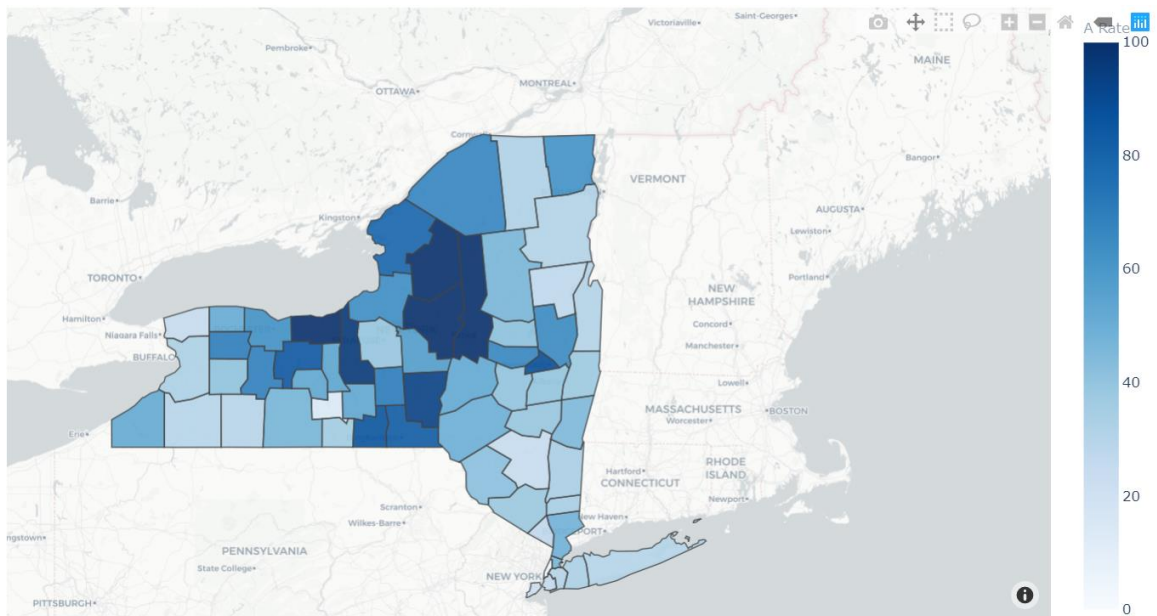 Victoriaville
Saint-Georges
A Rate
100
Pembroke
MAINE
MONTREAL
OTTAWA
Cornwall
80
Bangor
VERMONT
Barrie
AUGUSTA
Kingston
Lewiston
60
TORONTO
Portland
NEW
HAMPSHIRE
Hamilton
Concord
Niagara Falls
Manchester
BUFFALO
40
Lowell
MASSACHUSETTS
BOSTON
Worcester
Erie
RHODE
ISLAND
Hartford
CONNECTICUT
20
Newport
Scranton
New Haven
Wilkes-Barre
PORT
ngstown
PENNSYLVANIA
State College
NEW YORK
PITTSBURGH
0